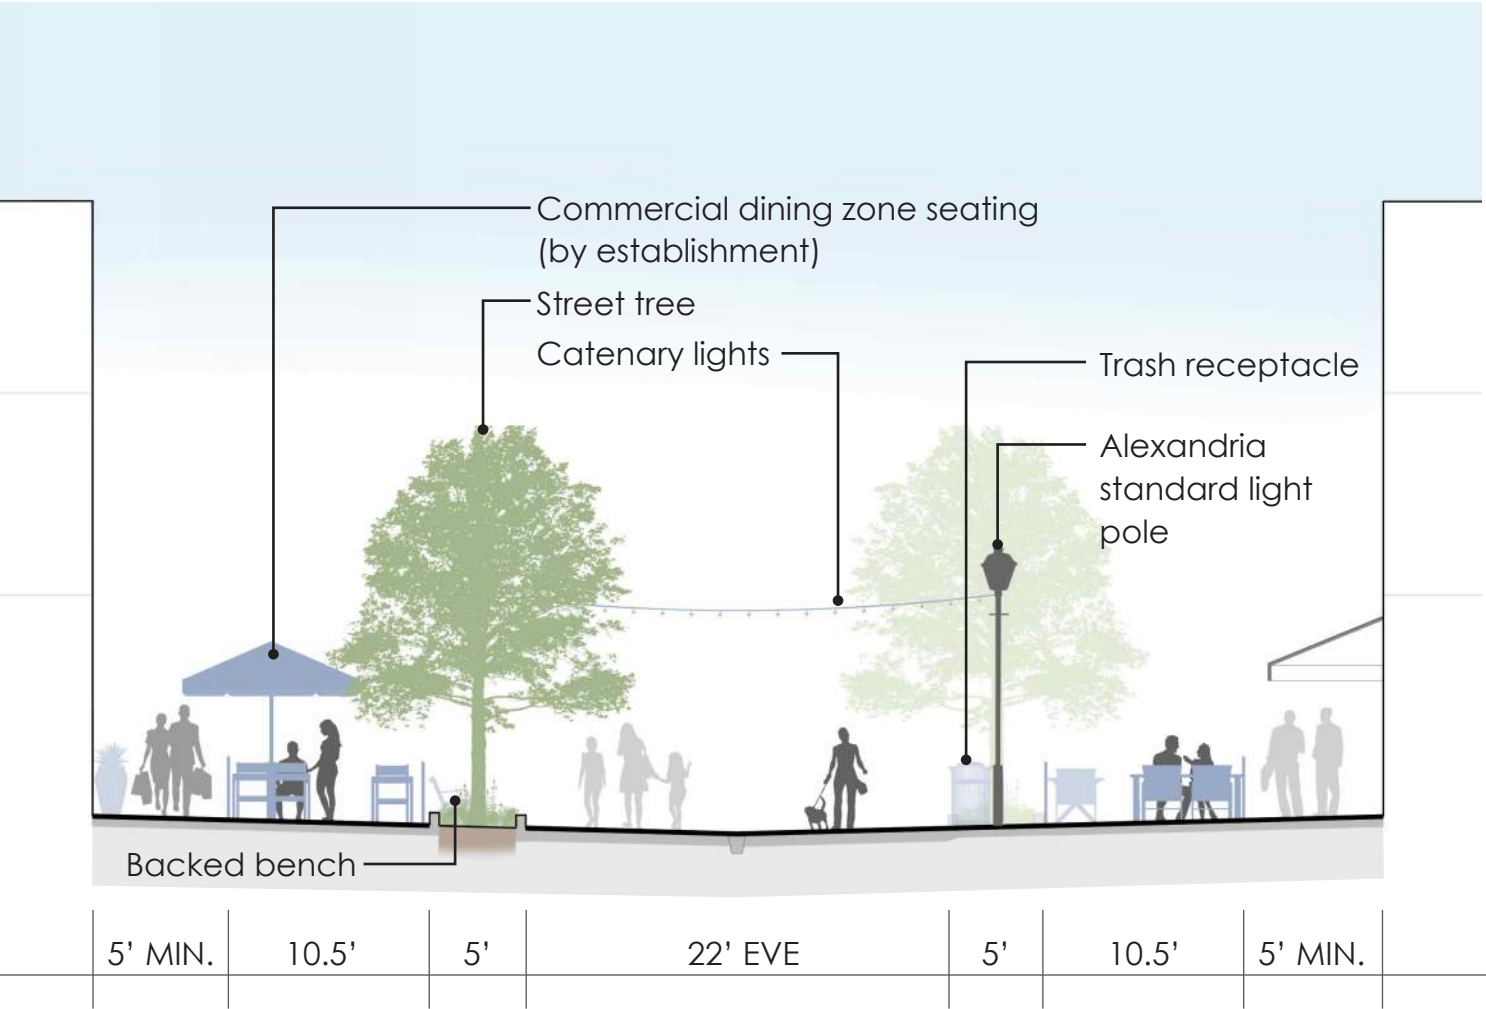 Commercial dining zone seating
(by establishment)
Street tree
Catenary lights
Trash receptacle
Alexandria
standard light
pole
Backed bench
5’ MIN.
10.5’
5’
22’ EVE
5’
10.5’
5’ MIN.